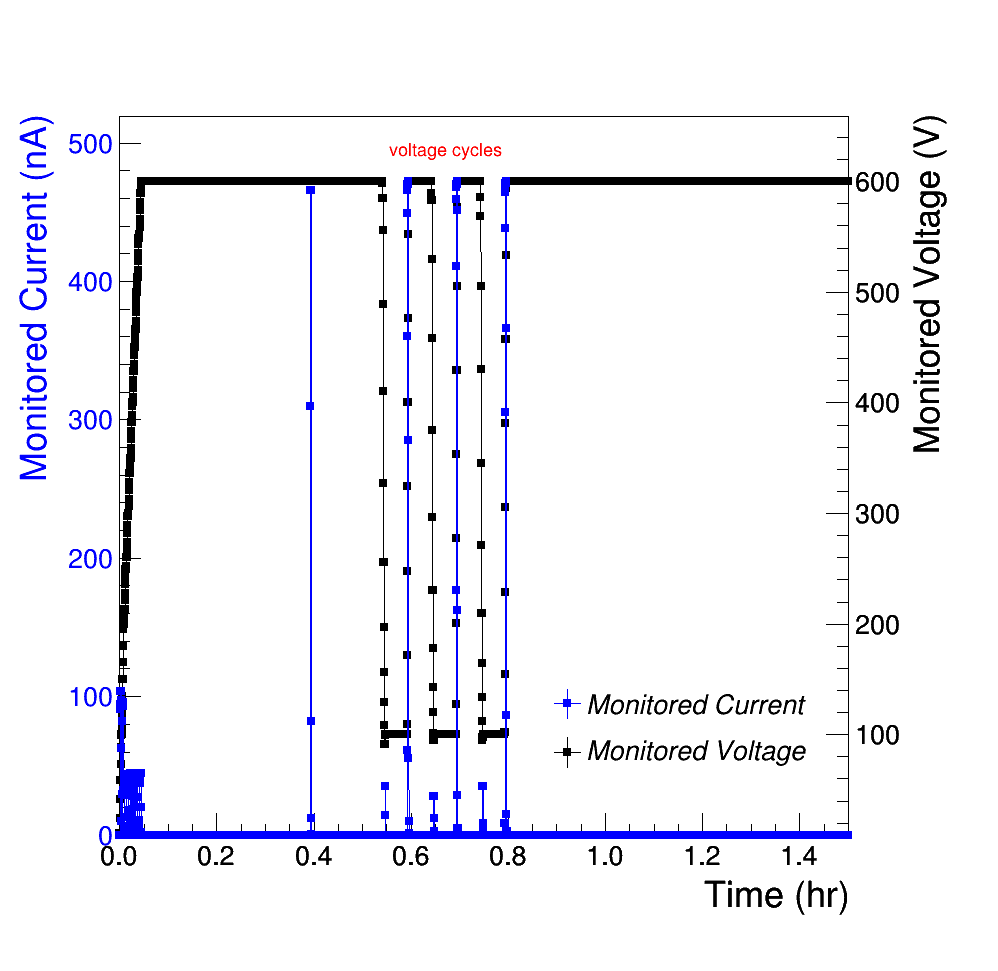 voltage cycles
Monitored Current (nA)
500
400
300
200
100
0
Monitored Voltage (V)
600
500
400
300
200
100
Monitored Current
Monitored Voltage
0.0 0.2 0.4 0.6 0.8 1.0 1.2 1.4
Time (hr)